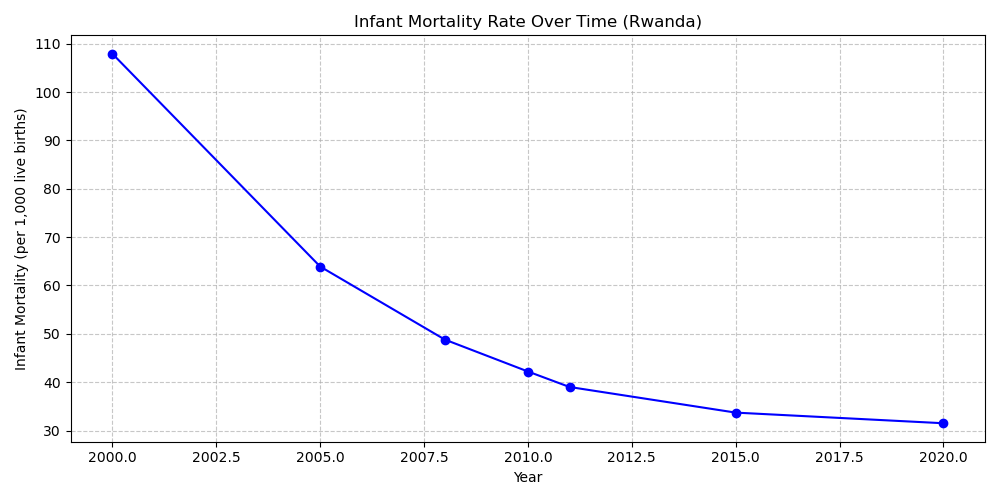 Infant Mortality Rate Over Time (Rwanda)
Infant Mortality (per 1,000 live births)
110
100
90
80
70
60
50
40
30
2000.0 2002.5 2005.0 2007.5 2010.0 2012.5 2015.0 2017.5 2020.0
Year